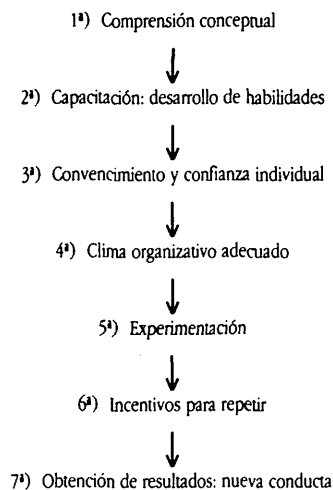 1ª) Comprensión conceptual
2ª) Capacitación: desarrollo de habilidades
3ª) Convencimiento y confianza individual
4ª) Clima organizativo adecuado
5ª) Experimentación
6ª) Incentivos para repetir
7ª) Obtención de resultados: nueva conducta